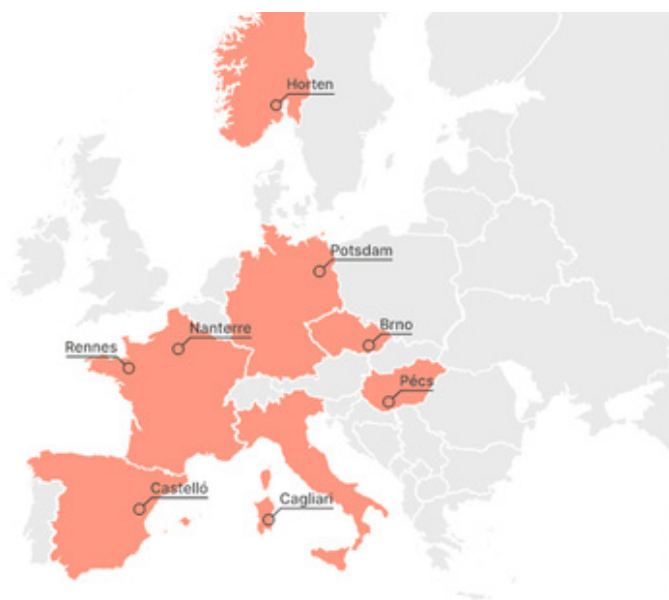 Horten
Potsdam
Nanterre
Brno
Rennes
Pécs
Castelló
Cagliari